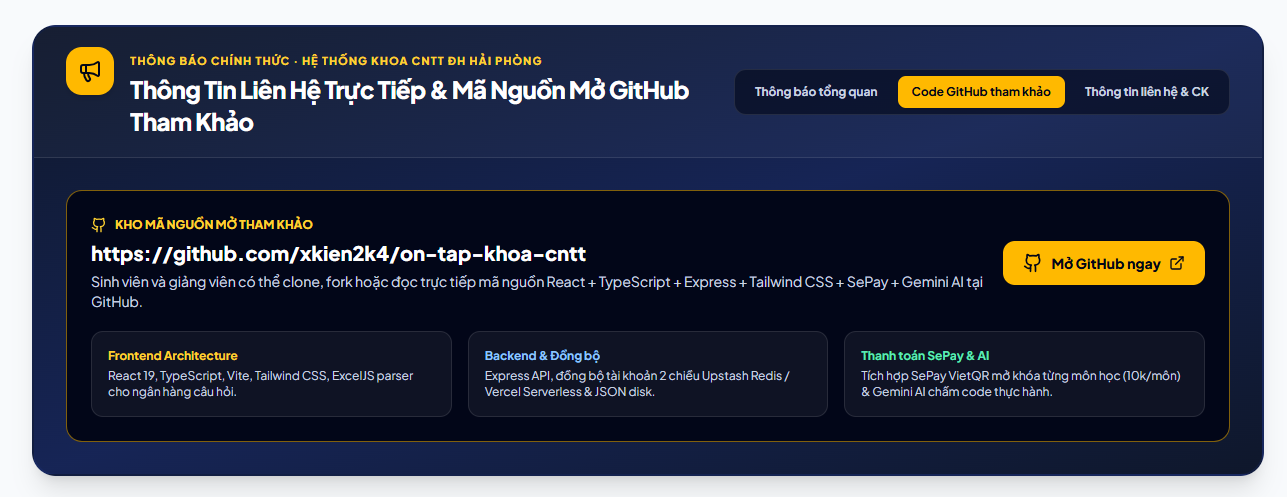 THÔNG BÁO CHÍNH THỨC · HỆ THỐNG KHOA CNTT ĐH HẢI PHÒNG
Thông Tin Liên Hệ Trực Tiếp & Mã Nguồn Mở GitHub
Tham Khảo
Thông báo tổng quan
Code GitHub tham khảo
Thông tin liên hệ & CK
KHO MÃ NGUỒN MỞ THAM KHẢO
https://github.com/xkien2k4/on-tap-khoa-cntt
Sinh viên và giảng viên có thể clone, fork hoặc đọc trực tiếp mã nguồn React + TypeScript + Express + Tailwind CSS + SePay + Gemini AI tại
GitHub.
Mở GitHub ngay
Frontend Architecture
React 19, TypeScript, Vite, Tailwind CSS, ExcelJS parser
cho ngân hàng câu hỏi.
Backend & Đồng bộ
Express API, đồng bộ tài khoản 2 chiều Upstash Redis /
Vercel Serverless & JSON disk.
Thanh toán SePay & AI
Tích hợp SePay VietQR mở khóa từng môn học (10k/môn)
& Gemini AI chấm code thực hành.